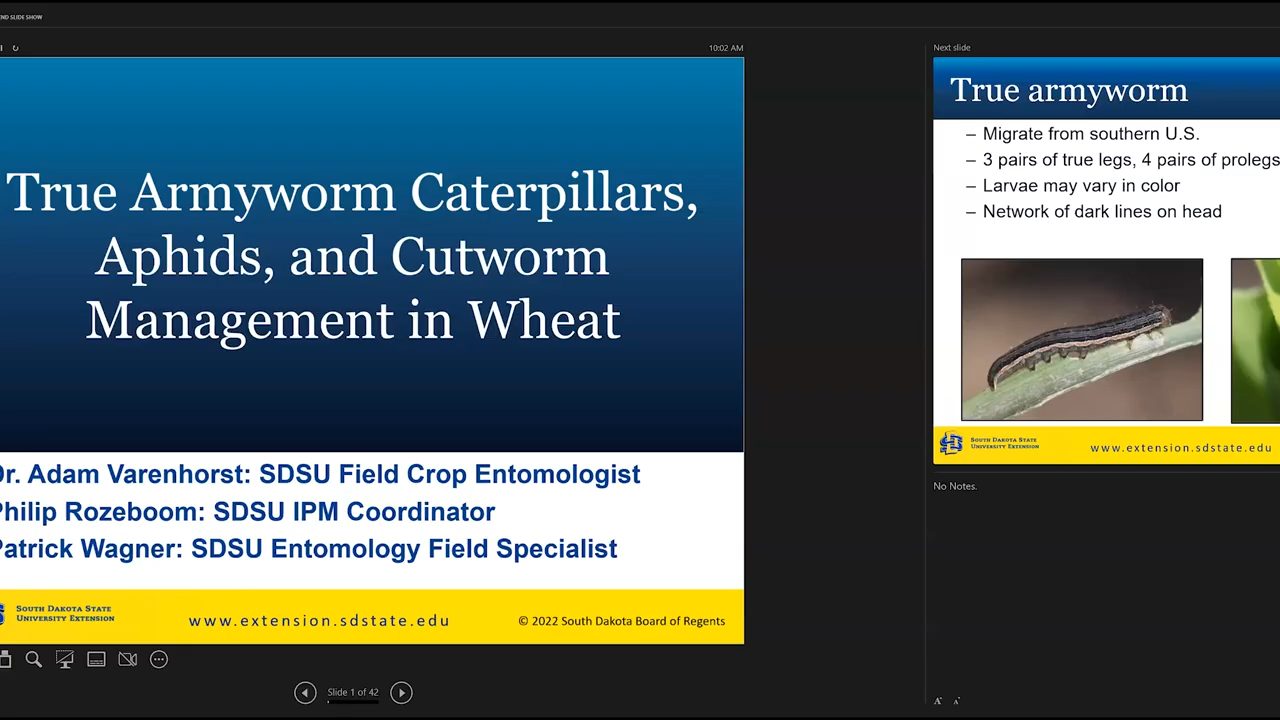 ND SLIDE SHOW
10:02 AM
True Armyworm Caterpillars,
Aphids, and Cutworm
Management in Wheat
Dr. Adam Varenhorst: SDSU Field Crop Entomologist
Philip Rozeboom: SDSU IPM Coordinator
Patrick Wagner: SDSU Entomology Field Specialist
South Dakota State
University Extension
www.extension.sdstate.edu
© 2022 South Dakota Board of Regents
Slide 1 of 42
Next slide
True armyworm
– Migrate from southern U.S.
– 3 pairs of true legs, 4 pairs of prolegs
– Larvae may vary in color
– Network of dark lines on head
South Dakota State
University Extension
www.extension.sdstate.edu
No Notes.
A A